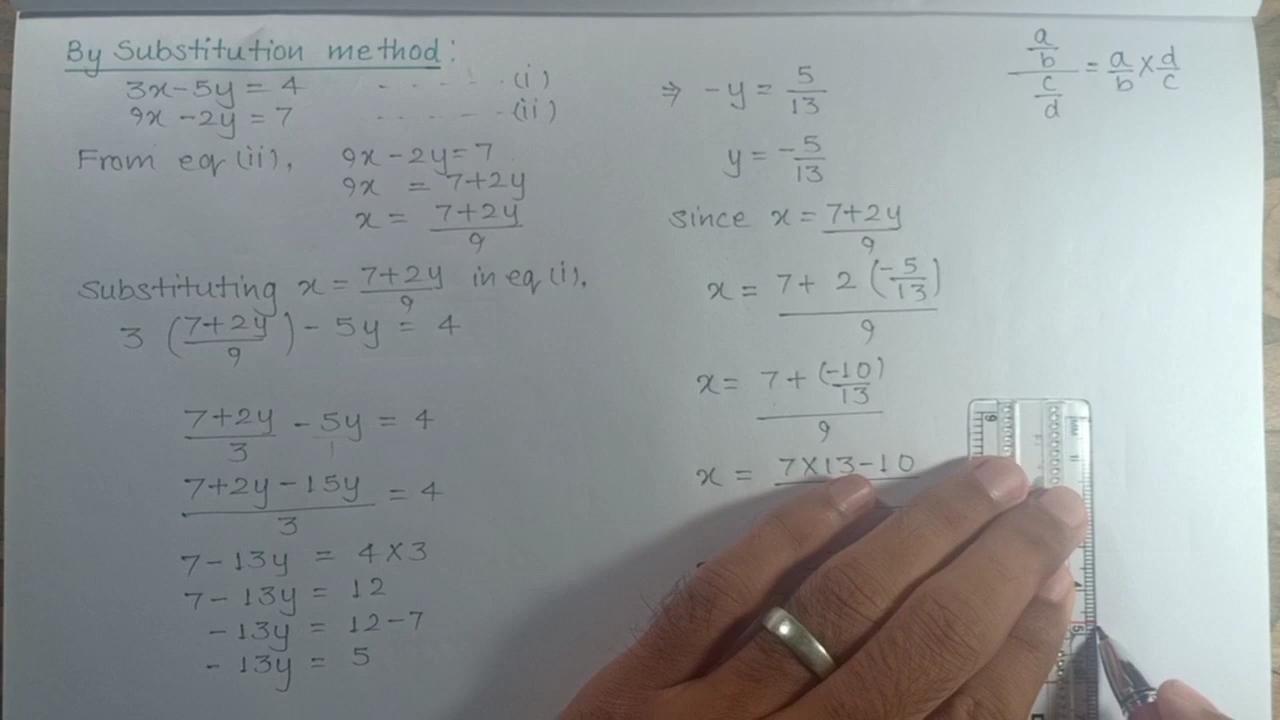 By Substitution method:
3x-5y = 4 - - - - - (i)
9x-2y = 7 - - - - - - (ii)
From eq (ii), 9x-2y=7
9x = 7+2y
x = 7+2y/9
Substituting x = 7+2y/9 in eq (i),
3 (7+2y/9) - 5y = 4
7+2y/3 - 5y/1 = 4
7+2y-15y/3 = 4
7-13y = 4×3
7-13y = 12
-13y = 12-7
-13y = 5
⇒ -y = 5/13
y = -5/13
since x = 7+2y/9
x = 7+ 2 (-5/13)/9
x = 7+ (-10/13)/9
x = 7×13-10
a/b / c/d = a/b × d/c